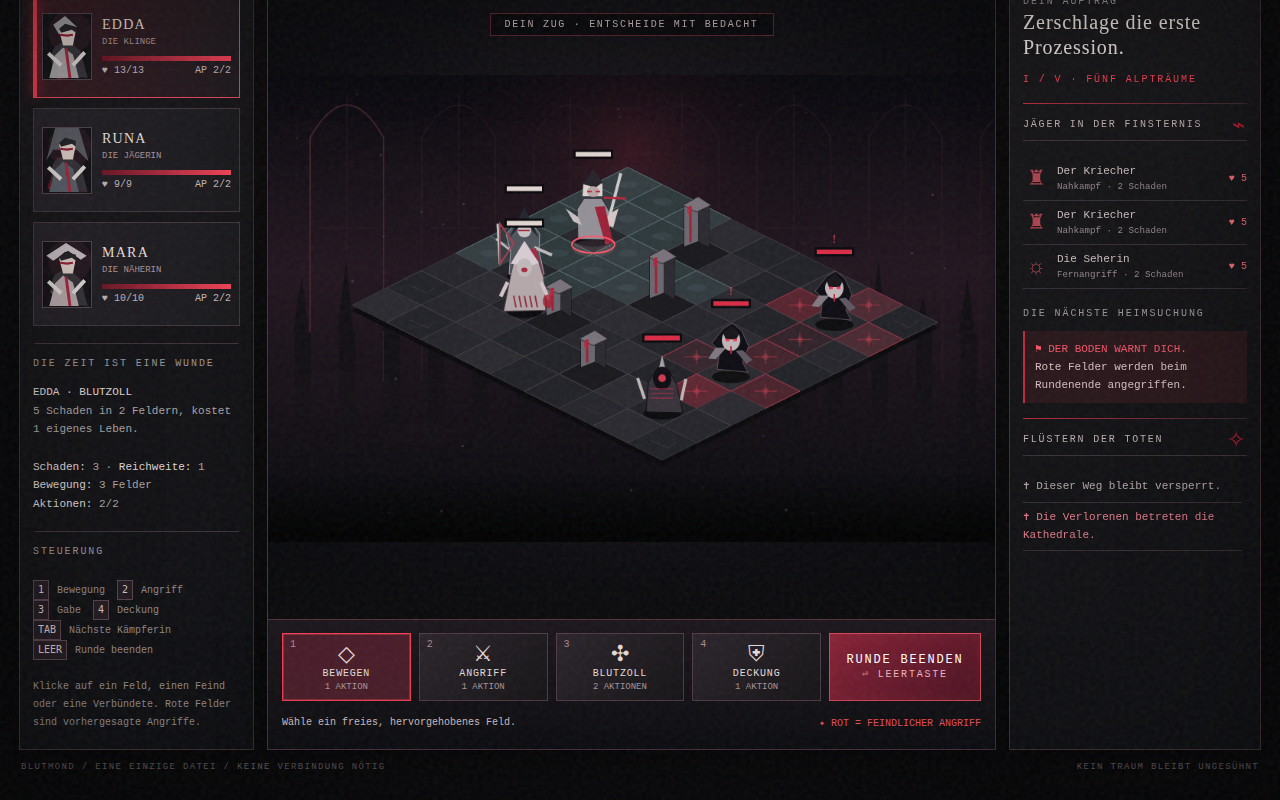 EDDA
DIE KLINGE
♥ 13/13 AP 2/2
RUNA
DIE JÄGERIN
♥ 9/9 AP 2/2
MARA
DIE NÄHERIN
♥ 10/10 AP 2/2
DIE ZEIT IST EINE WUNDE
EDDA · BLUTZOLL
5 Schaden in 2 Feldern, kostet
1 eigenes Leben.
Schaden: 3 · Reichweite: 1
Bewegung: 3 Felder
Aktionen: 2/2
STEUERUNG
1 Bewegung 2 Angriff
3 Gabe 4 Deckung
TAB Nächste Kämpferin
LEER Runde beenden
Klicke auf ein Feld, einen Feind
oder eine Verbündete. Rote Felder
sind vorhergesagte Angriffe.
DEIN ZUG · ENTSCHEIDE MIT BEDACHT
!
!
1
BEWEGEN
1 AKTION
2
ANGRIFF
1 AKTION
3
BLUTZOLL
2 AKTIONEN
4
DECKUNG
1 AKTION
RUNDE BEENDEN
⏎ LEERTASTE
Wähle ein freies, hervorgehobenes Feld.
✦ ROT = FEINDLICHER ANGRIFF
DEIN AUFTRAG
Zerschlage die erste
Prozession.
I / V · FÜNF ALPTRÄUME
JÄGER IN DER FINSTERNIS
Der Kriecher
Nahkampf · 2 Schaden
♥ 5
Der Kriecher
Nahkampf · 2 Schaden
♥ 5
Die Seherin
Fernangriff · 2 Schaden
♥ 5
DIE NÄCHSTE HEIMSUCHUNG
⚑ DER BODEN WARNT DICH.
Rote Felder werden beim
Rundenende angegriffen.
FLÜSTERN DER TOTEN
✝ Dieser Weg bleibt versperrt.
✝ Die Verlorenen betreten die
Kathedrale.
BLUTMOND / EINE EINZIGE DATEI / KEINE VERBINDUNG NÖTIG
KEIN TRAUM BLEIBT UNGESÜHNT